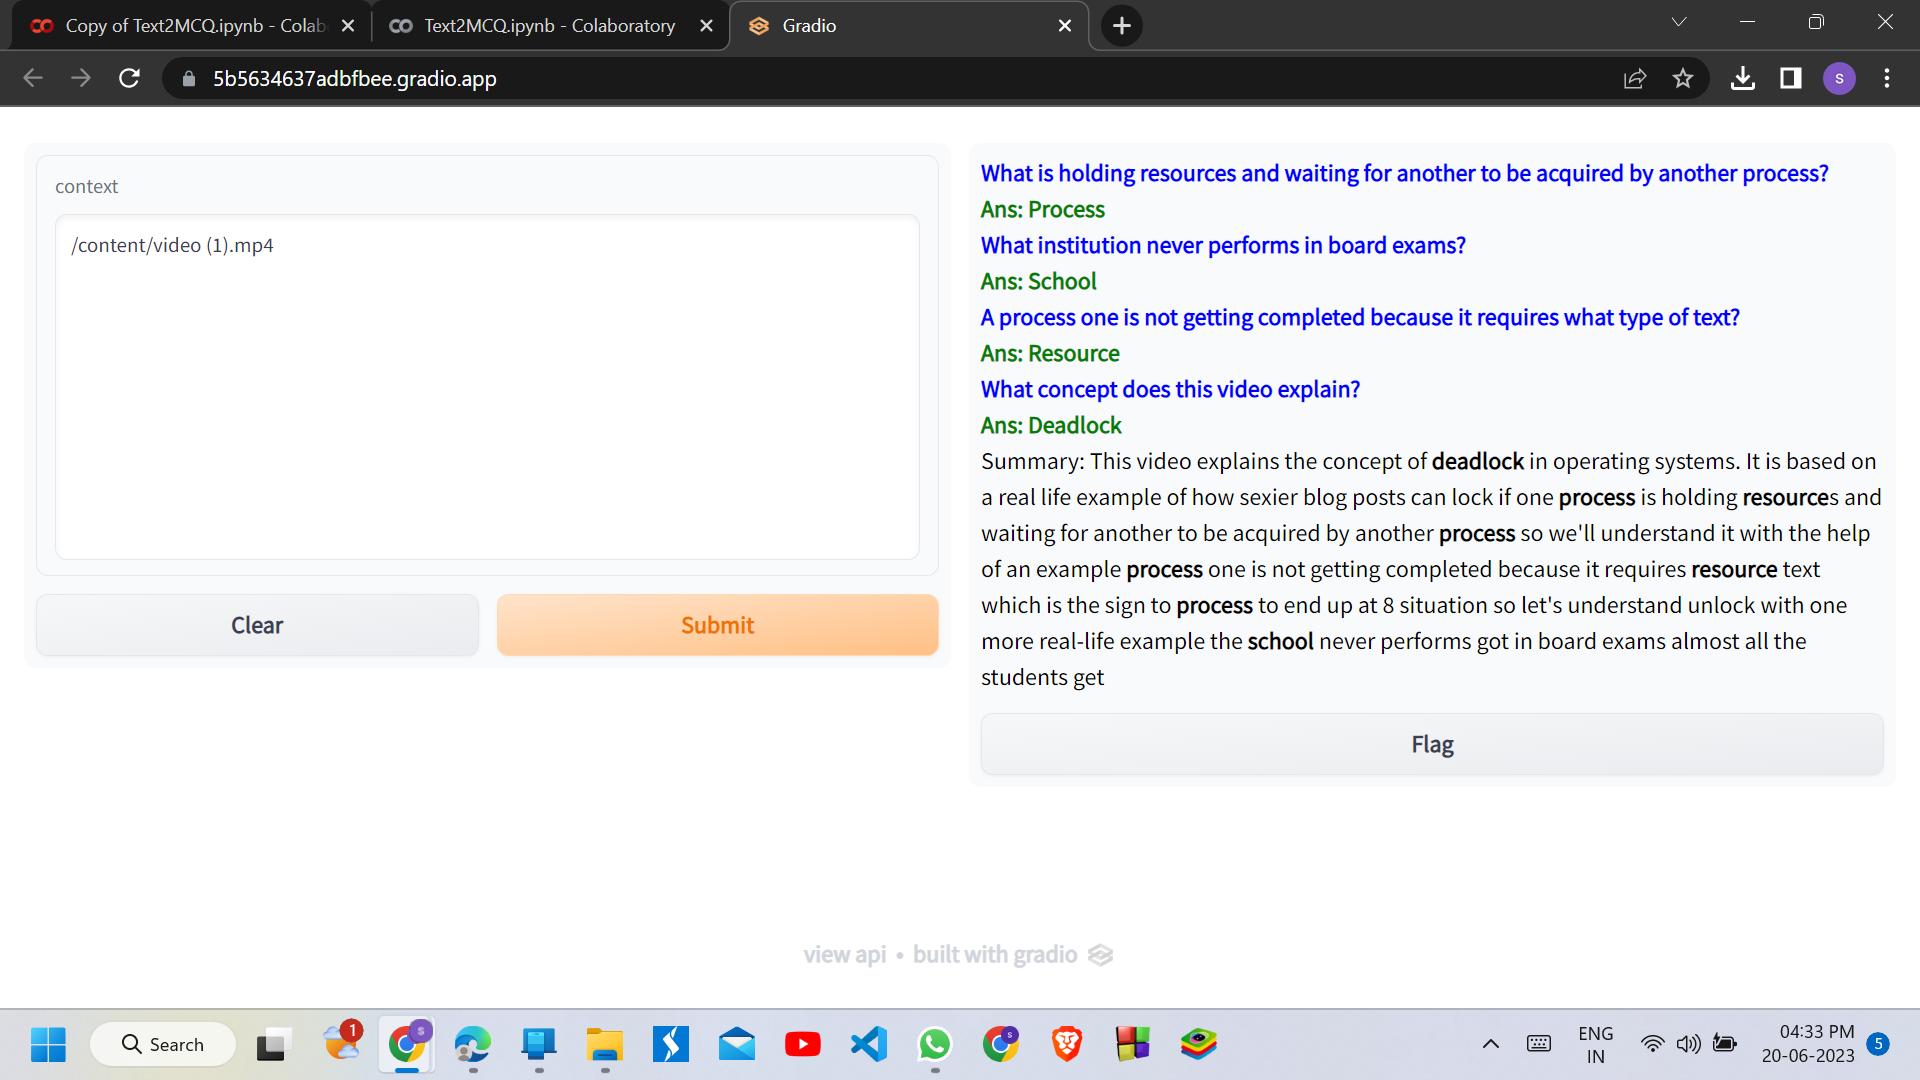 Copy of Text2MCQ.ipynb - Colab
Text2MCQ.ipynb - Colaboratory
Gradio
5b5634637adbfbee.gradio.app
S
context
/content/video (1).mp4
Clear
Submit
What is holding resources and waiting for another to be acquired by another process?
Ans: Process
What institution never performs in board exams?
Ans: School
A process one is not getting completed because it requires what type of text?
Ans: Resource
What concept does this video explain?
Ans: Deadlock
Summary: This video explains the concept of deadlock in operating systems. It is based on
a real life example of how sexier blog posts can lock if one process is holding resources and
waiting for another to be acquired by another process so we'll understand it with the help
of an example process one is not getting completed because it requires resource text
which is the sign to process to end up at 8 situation so let's understand unlock with one
more real-life example the school never performs got in board exams almost all the
students get
Flag
view api • built with gradio
Search
1
S
S
ENG
IN
04:33 PM
20-06-2023
5